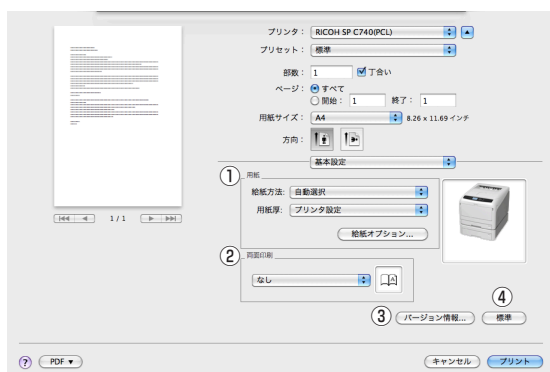 プリンタ： RICOH SP C740(PCL)
プリセット： 標準
部数： 1 丁合い
ページ： すべて
開始： 1 終了： 1
用紙サイズ： A4 8.26 x 11.69 インチ
方向：
基本設定
① 用紙
給紙方法: 自動選択
用紙厚: プリンタ設定
給紙オプション...
1 / 1
② 両面印刷
なし
A
③ バージョン情報... ④ 標準
? PDF ▼ キャンセル プリント